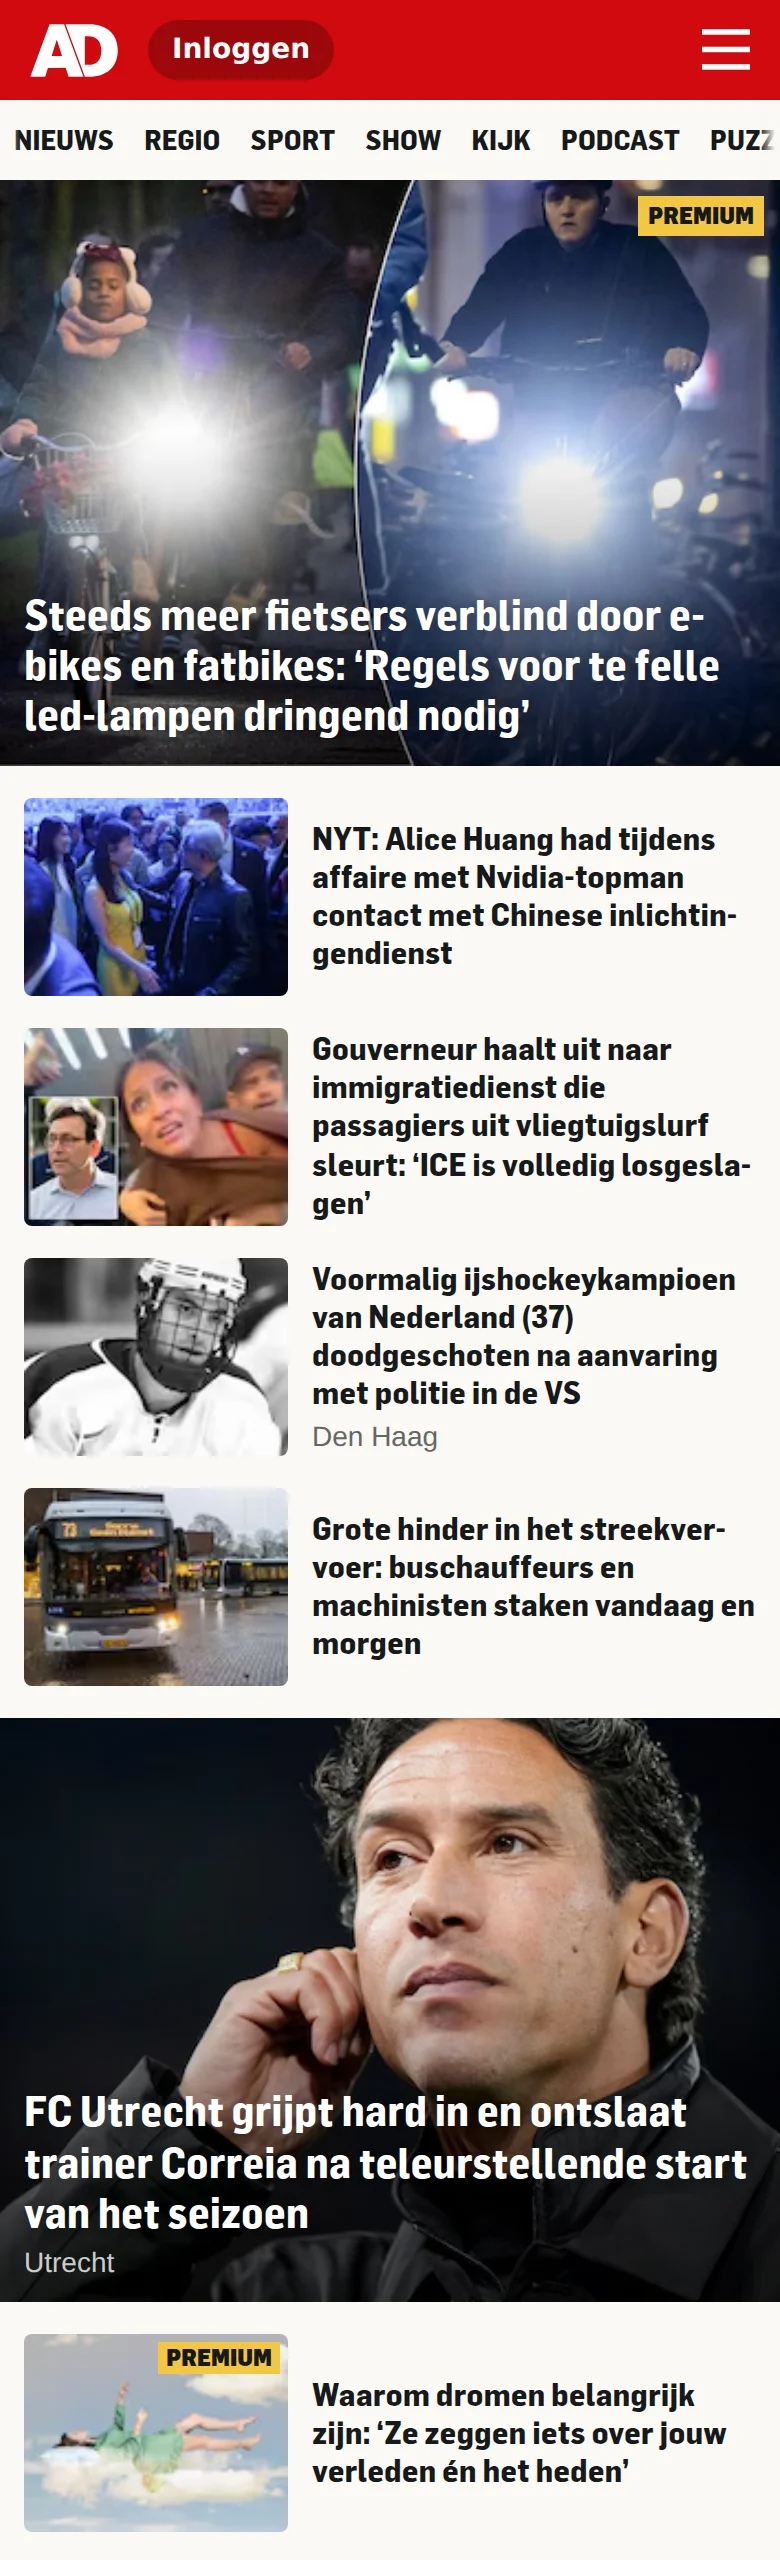 AD
Inloggen
NIEUWS REGIO SPORT SHOW KIJK PODCAST PUZZ
PREMIUM
Steeds meer fietsers verblind door e-
bikes en fatbikes: ‘Regels voor te felle
led-lampen dringend nodig’
NYT: Alice Huang had tijdens
affaire met Nvidia-topman
contact met Chinese inlichtin-
gendienst
Gouverneur haalt uit naar
immigratiedienst die
passagiers uit vliegtuigslurf
sleurt: ‘ICE is volledig losgesla-
gen’
Voormalig ijshockeykampioen
van Nederland (37)
doodgeschoten na aanvaring
met politie in de VS
Den Haag
73
Grote hinder in het streekver-
voer: buschauffeurs en
machinisten staken vandaag en
morgen
FC Utrecht grijpt hard in en ontslaat
trainer Correia na teleurstellende start
van het seizoen
Utrecht
PREMIUM
Waarom dromen belangrijk
zijn: ‘Ze zeggen iets over jouw
verleden én het heden’